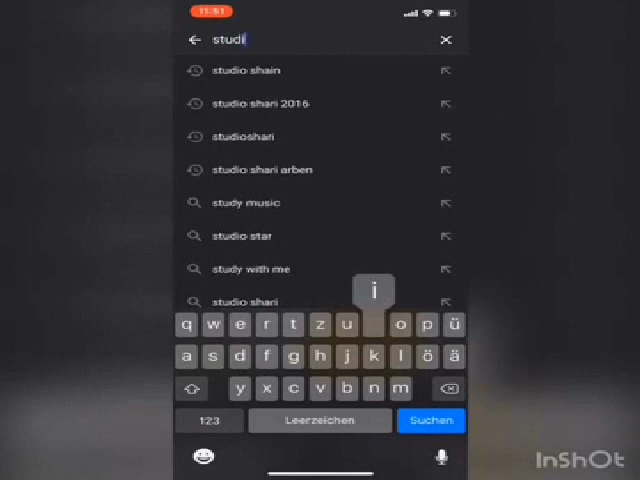 11:51
studi
studio shain
studio shari 2016
studioshari
studio shari arben
study music
studio star
study with me
studio shari
i
q w e r t z u o p ü
a s d f g h j k l ö ä
y x c v b n m
123 Leerzeichen Suchen
InShOt